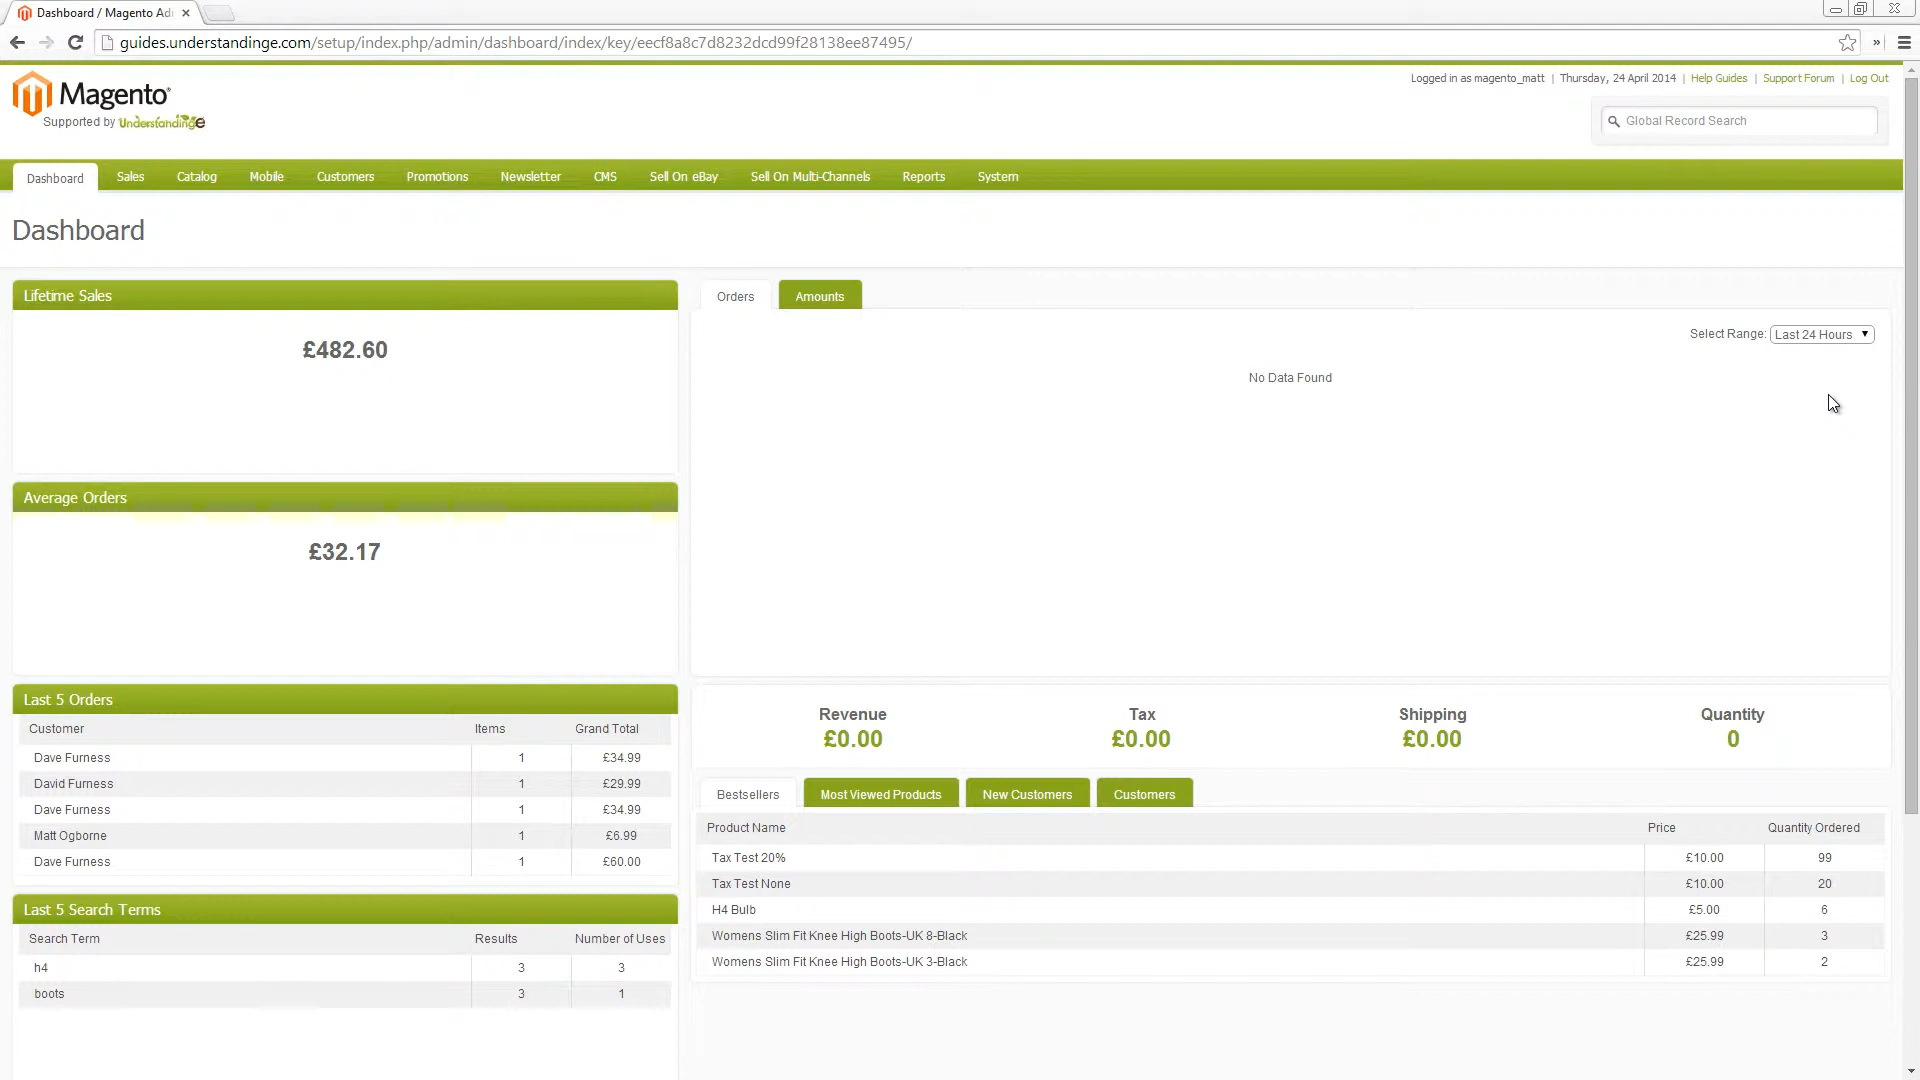 Dashboard / Magento Ad
guides.understandinge.com/setup/index.php/admin/dashboard/index/key/eecf8a8c7d8232dcd99f28138ee87495/
»
Magento
Supported by Understandinge
Logged in as magento_matt | Thursday, 24 April 2014 | Help Guides | Support Forum | Log Out
Global Record Search
Dashboard Sales Catalog Mobile Customers Promotions Newsletter CMS Sell On eBay Sell On Multi-Channels Reports System
Dashboard
Lifetime Sales
£482.60
Average Orders
£32.17
Last 5 Orders
Customer Items Grand Total
Dave Furness 1 £34.99
David Furness 1 £29.99
Dave Furness 1 £34.99
Matt Ogborne 1 £6.99
Dave Furness 1 £60.00
Last 5 Search Terms
Search Term Results Number of Uses
h4 3 3
boots 3 1
Orders Amounts
Select Range: Last 24 Hours
No Data Found
Revenue Tax Shipping Quantity
£0.00 £0.00 £0.00 0
Bestsellers Most Viewed Products New Customers Customers
Product Name Price Quantity Ordered
Tax Test 20% £10.00 99
Tax Test None £10.00 20
H4 Bulb £5.00 6
Womens Slim Fit Knee High Boots-UK 8-Black £25.99 3
Womens Slim Fit Knee High Boots-UK 3-Black £25.99 2